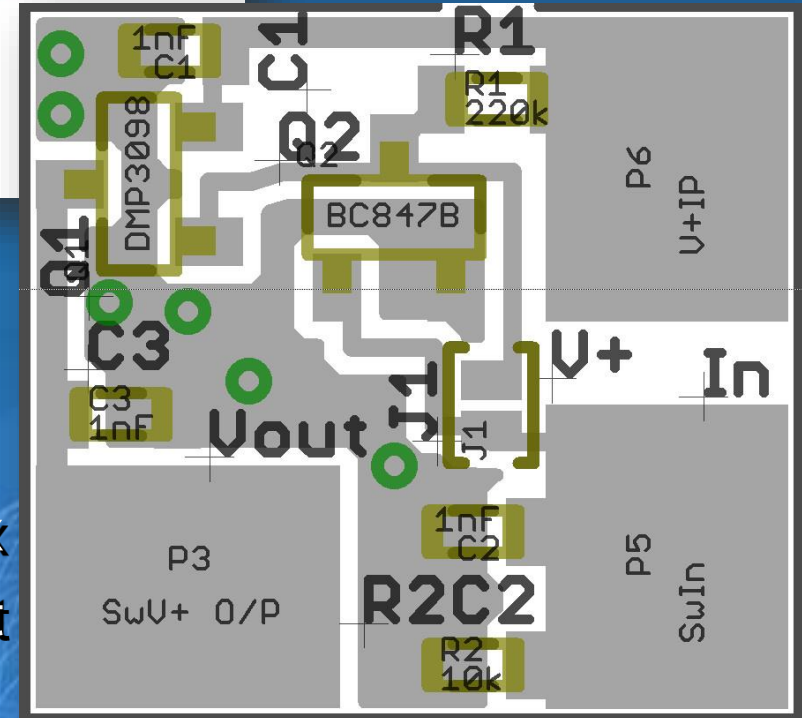 1nF
C1
C1
R1
R1
220k
DMP3098
Q2
Q2
BC847B
P6
V+IP
Q1
Q1
C3
C3
1nF
V+
In
J1
J1
Vout
P3
SwV+ O/P
1nF
C2
R2C2
P5
SwIn
R2
10k